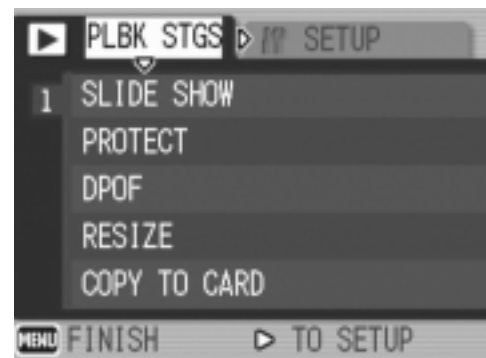 PLBK STGS SETUP
1 SLIDE SHOW
PROTECT
DPOF
RESIZE
COPY TO CARD
MENU FINISH TO SETUP